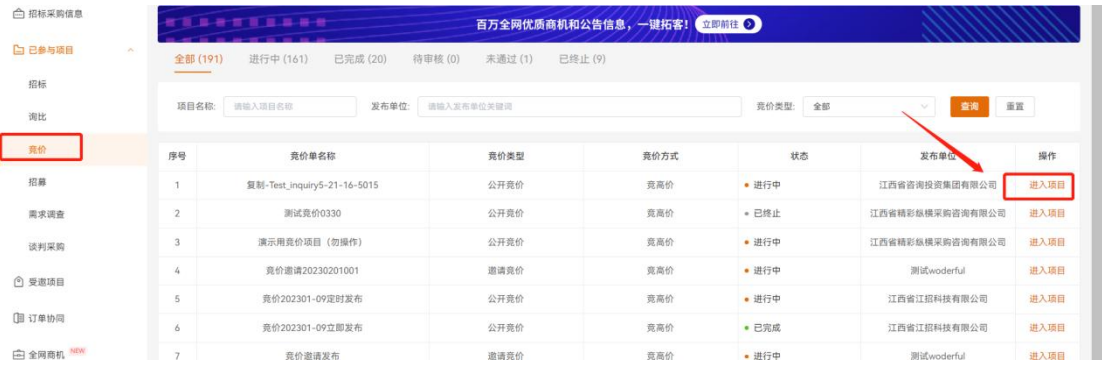 招标采购信息
已参与项目
招标
询比
竞价
招募
需求调查
谈判采购
受邀项目
订单协同
全网商机 NEW
百万全网优质商机和公告信息，一键拓客！ 立即前往
全部 (191) 进行中 (161) 已完成 (20) 待审核 (0) 未通过 (1) 已终止 (9)
项目名称: 请输入项目名称 发布单位: 请输入发布单位关键词 竞价类型: 全部 查询 重置
序号 竞价单名称 竞价类型 竞价方式 状态 发布单位 操作
1 复制-Test_inquiry5-21-16-5015 公开竞价 竞高价 进行中 江西省咨询投资集团有限公司 进入项目
2 测试竞价0330 公开竞价 竞高价 已终止 江西省精彩纵横采购咨询有限公司 进入项目
3 演示用竞价项目（勿操作） 公开竞价 竞高价 进行中 江西省精彩纵横采购咨询有限公司 进入项目
4 竞价邀请20230201001 邀请竞价 竞高价 进行中 测试woderful 进入项目
5 竞价202301-09定时发布 公开竞价 竞高价 进行中 江西省江招科技有限公司 进入项目
6 竞价202301-09立即发布 公开竞价 竞高价 已完成 江西省江招科技有限公司 进入项目
7 竞价邀请发布 邀请竞价 竞高价 进行中 测试woderful 进入项目